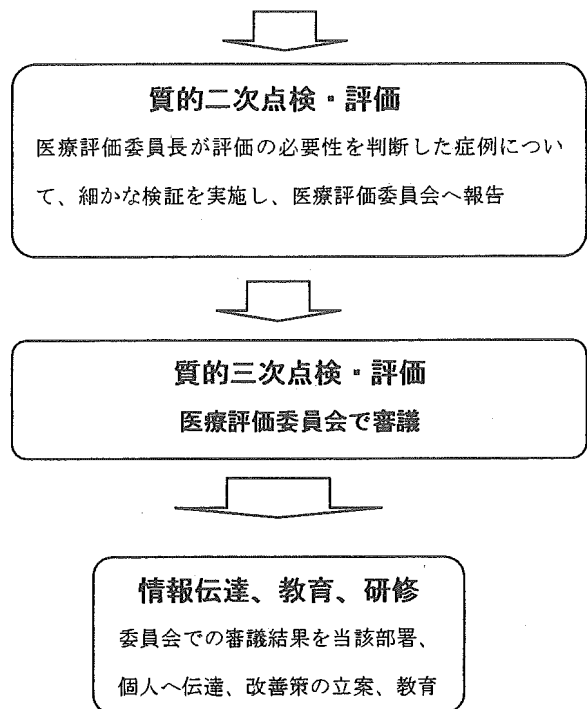 質的二次点検・評価
医療評価委員長が評価の必要性を判断した症例につい
て、細かな検証を実施し、医療評価委員会へ報告
質的三次点検・評価
医療評価委員会で審議
情報伝達、教育、研修
委員会での審議結果を当該部署、
個人へ伝達、改善策の立案、教育